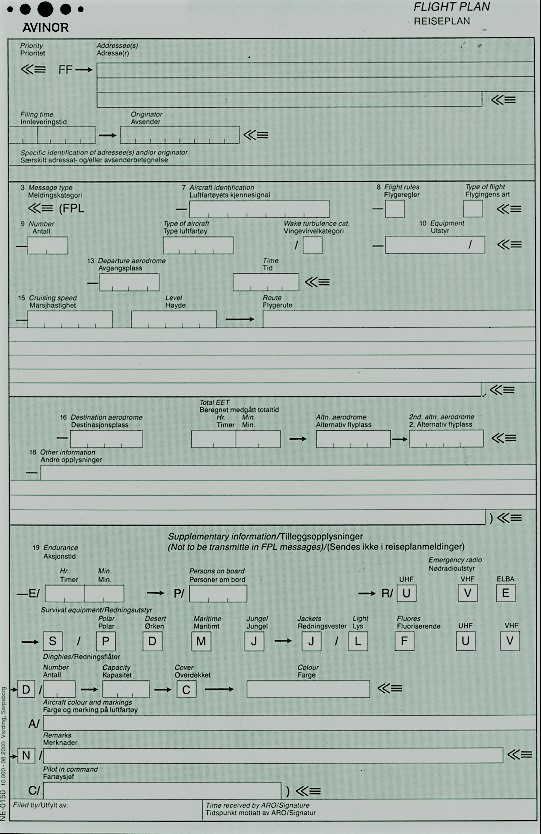 AVINOR
FLIGHT PLAN
REISEPLAN
Priority
Prioritet
Addressee(s)
Adresse(r)
≪≡ FF → ≪≡
Filing time
Innleveringstid
Originator
Avsender
→ ≪≡
Specific identification of adressee(s) and/or originator
Særskilt adressat- og/eller avsenderbetegnelse
3 Message type
Meldingskategori
≪≡ (FPL
7 Aircraft identification
Luftfartøyets kjennesignal
8 Flight rules
Flygeregler
Type of flight
Flygingens art
≪≡
9 Number
Antall
Type of aircraft
Type luftfartøy
Wake turbulence cat.
Vingevirvelkategori
/
10 Equipment
Utstyr
/ ≪≡
13 Departure aerodrome
Avgangsplass
Time
Tid
≪≡
15 Cruising speed
Marsjhastighet
Level
Høyde
→
Route
Flygerute
≪≡
16 Destination aerodrome
Destinasjonsplass
Total EET
Beregnet medgått totaltid
Hr. Min.
Timer Min.
Altn. aerodrome
Alternativ flyplass
2nd. altn. aerodrome
2. Alternativ flyplass
→ → ≪≡
18 Other information
Andre opplysninger
) ≪≡
Supplementary information/Tilleggsopplysninger
(Not to be transmitte in FPL messages)/(Sendes ikke i reiseplanmeldinger)
19 Endurance
Aksjonstid
Hr. Min.
Timer Min.
Persons on board
Personer om bord
Emergency radio
Nødradioutstyr
UHF VHF ELBA
—E/ → P/ → R/ U V E
Survival equipment/Redningsutstyr
Polar Desert Maritime Jungel Jackets Light Fluores UHF VHF
Polar. Ørken Maritimt Jungel Redningsvester Lys Fluoriserende
→ S / P D M J → J / L F U V
Dinghies/Redningsflåter
Number Capacity Cover Colour
Antall Kapasitet Overdekket Farge
→ D / → → C → ≪≡
Aircraft colour and markings
Farge og merking på luftfartøy
A/
Remarks
Merknader
→ N / ≪≡
Pilot in command
Fartøysjef
C/ ) ≪≡
Filed by/Utfylt av:
Time received by ARO/Signature
Tidspunkt mottatt av ARO/Signatur